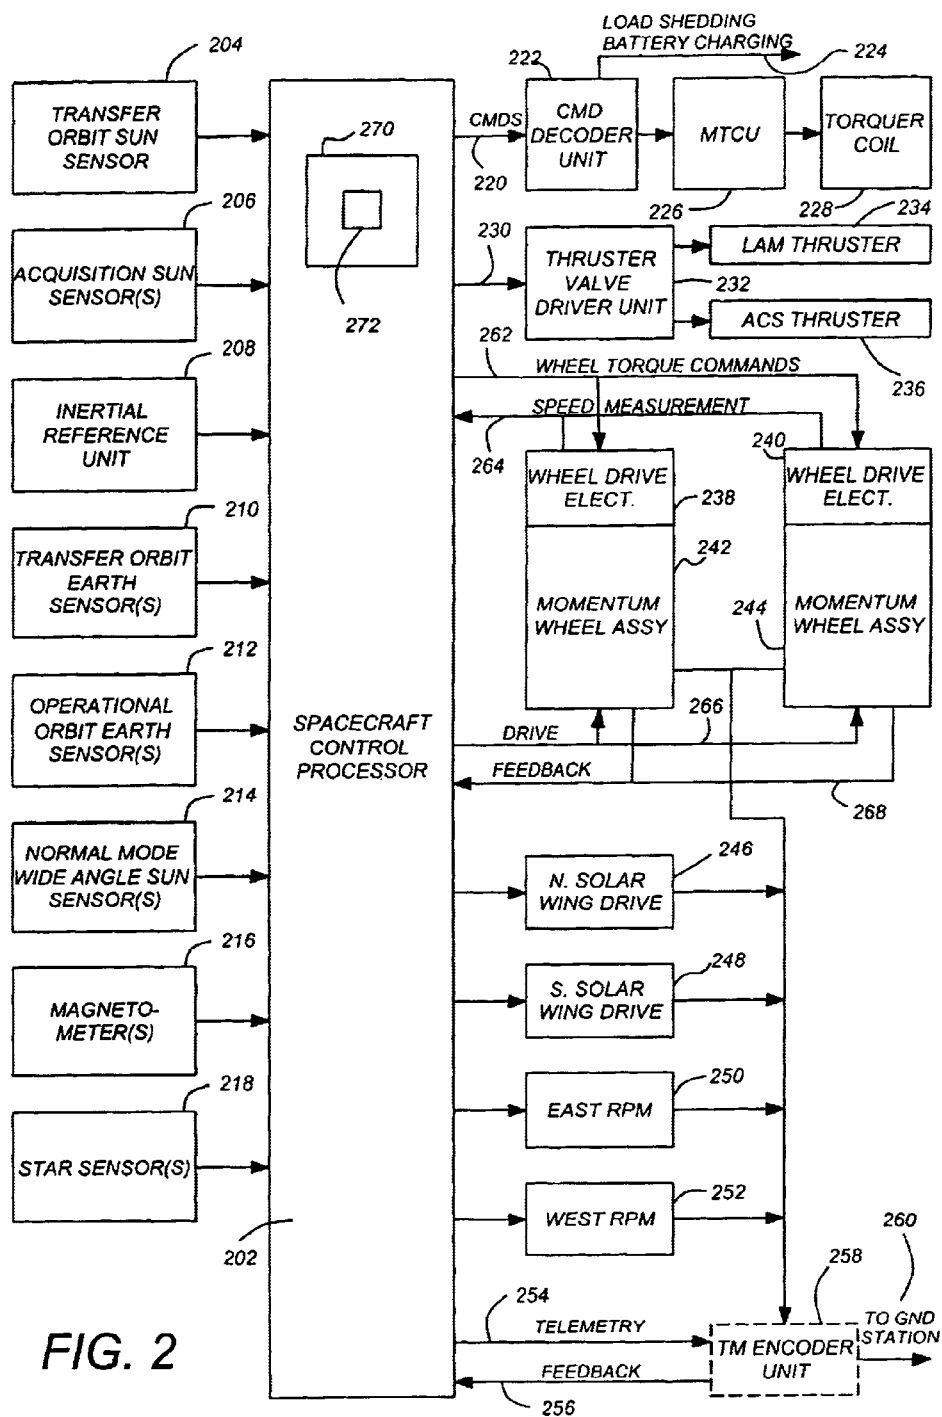 LOAD SHEDDING
BATTERY CHARGING
204
222
224
TRANSFER
ORBIT SUN
SENSOR
270
CMDS
220
CMD
DECODER
UNIT
MTCU
226
TORQUER
COIL
228
206
ACQUISITION SUN
SENSOR(S)
272
230
THRUSTER
VALVE
DRIVER UNIT
232
234
LAM THRUSTER
ACS THRUSTER
236
208
INERTIAL
REFERENCE
UNIT
262
WHEEL TORQUE COMMANDS
SPEED MEASUREMENT
264
WHEEL DRIVE
ELECT.
238
240
WHEEL DRIVE
ELECT.
210
TRANSFER ORBIT
EARTH
SENSOR(S)
242
MOMENTUM
WHEEL ASSY
244
MOMENTUM
WHEEL ASSY
212
OPERATIONAL
ORBIT EARTH
SENSOR(S)
SPACECRAFT
CONTROL
PROCESSOR
DRIVE
266
FEEDBACK
268
214
NORMAL MODE
WIDE ANGLE SUN
SENSOR(S)
246
N. SOLAR
WING DRIVE
216
MAGNETO-
METER(S)
248
S. SOLAR
WING DRIVE
218
STAR SENSOR(S)
250
EAST RPM
252
WEST RPM
202
254
TELEMETRY
258
260
TM ENCODER
UNIT
TO GND
STATION
FEEDBACK
256
FIG. 2